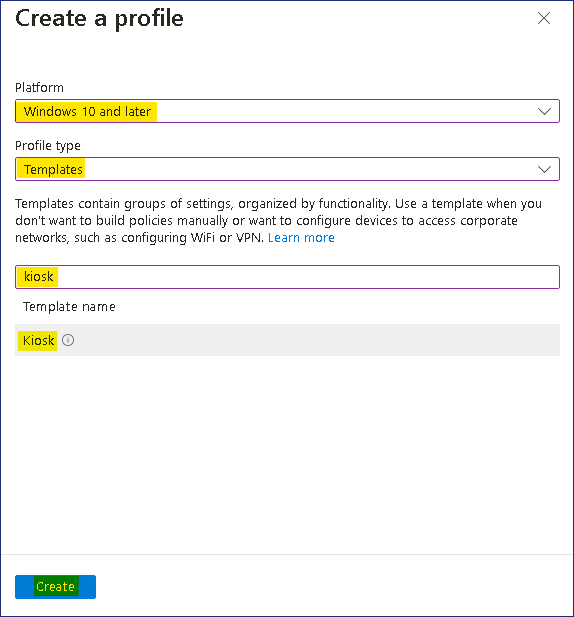 Create a profile
Platform
Windows 10 and later
Profile type
Templates
Templates contain groups of settings, organized by functionality. Use a template when you
don't want to build policies manually or want to configure devices to access corporate
networks, such as configuring WiFi or VPN. Learn more
kiosk
Template name
Kiosk
Create